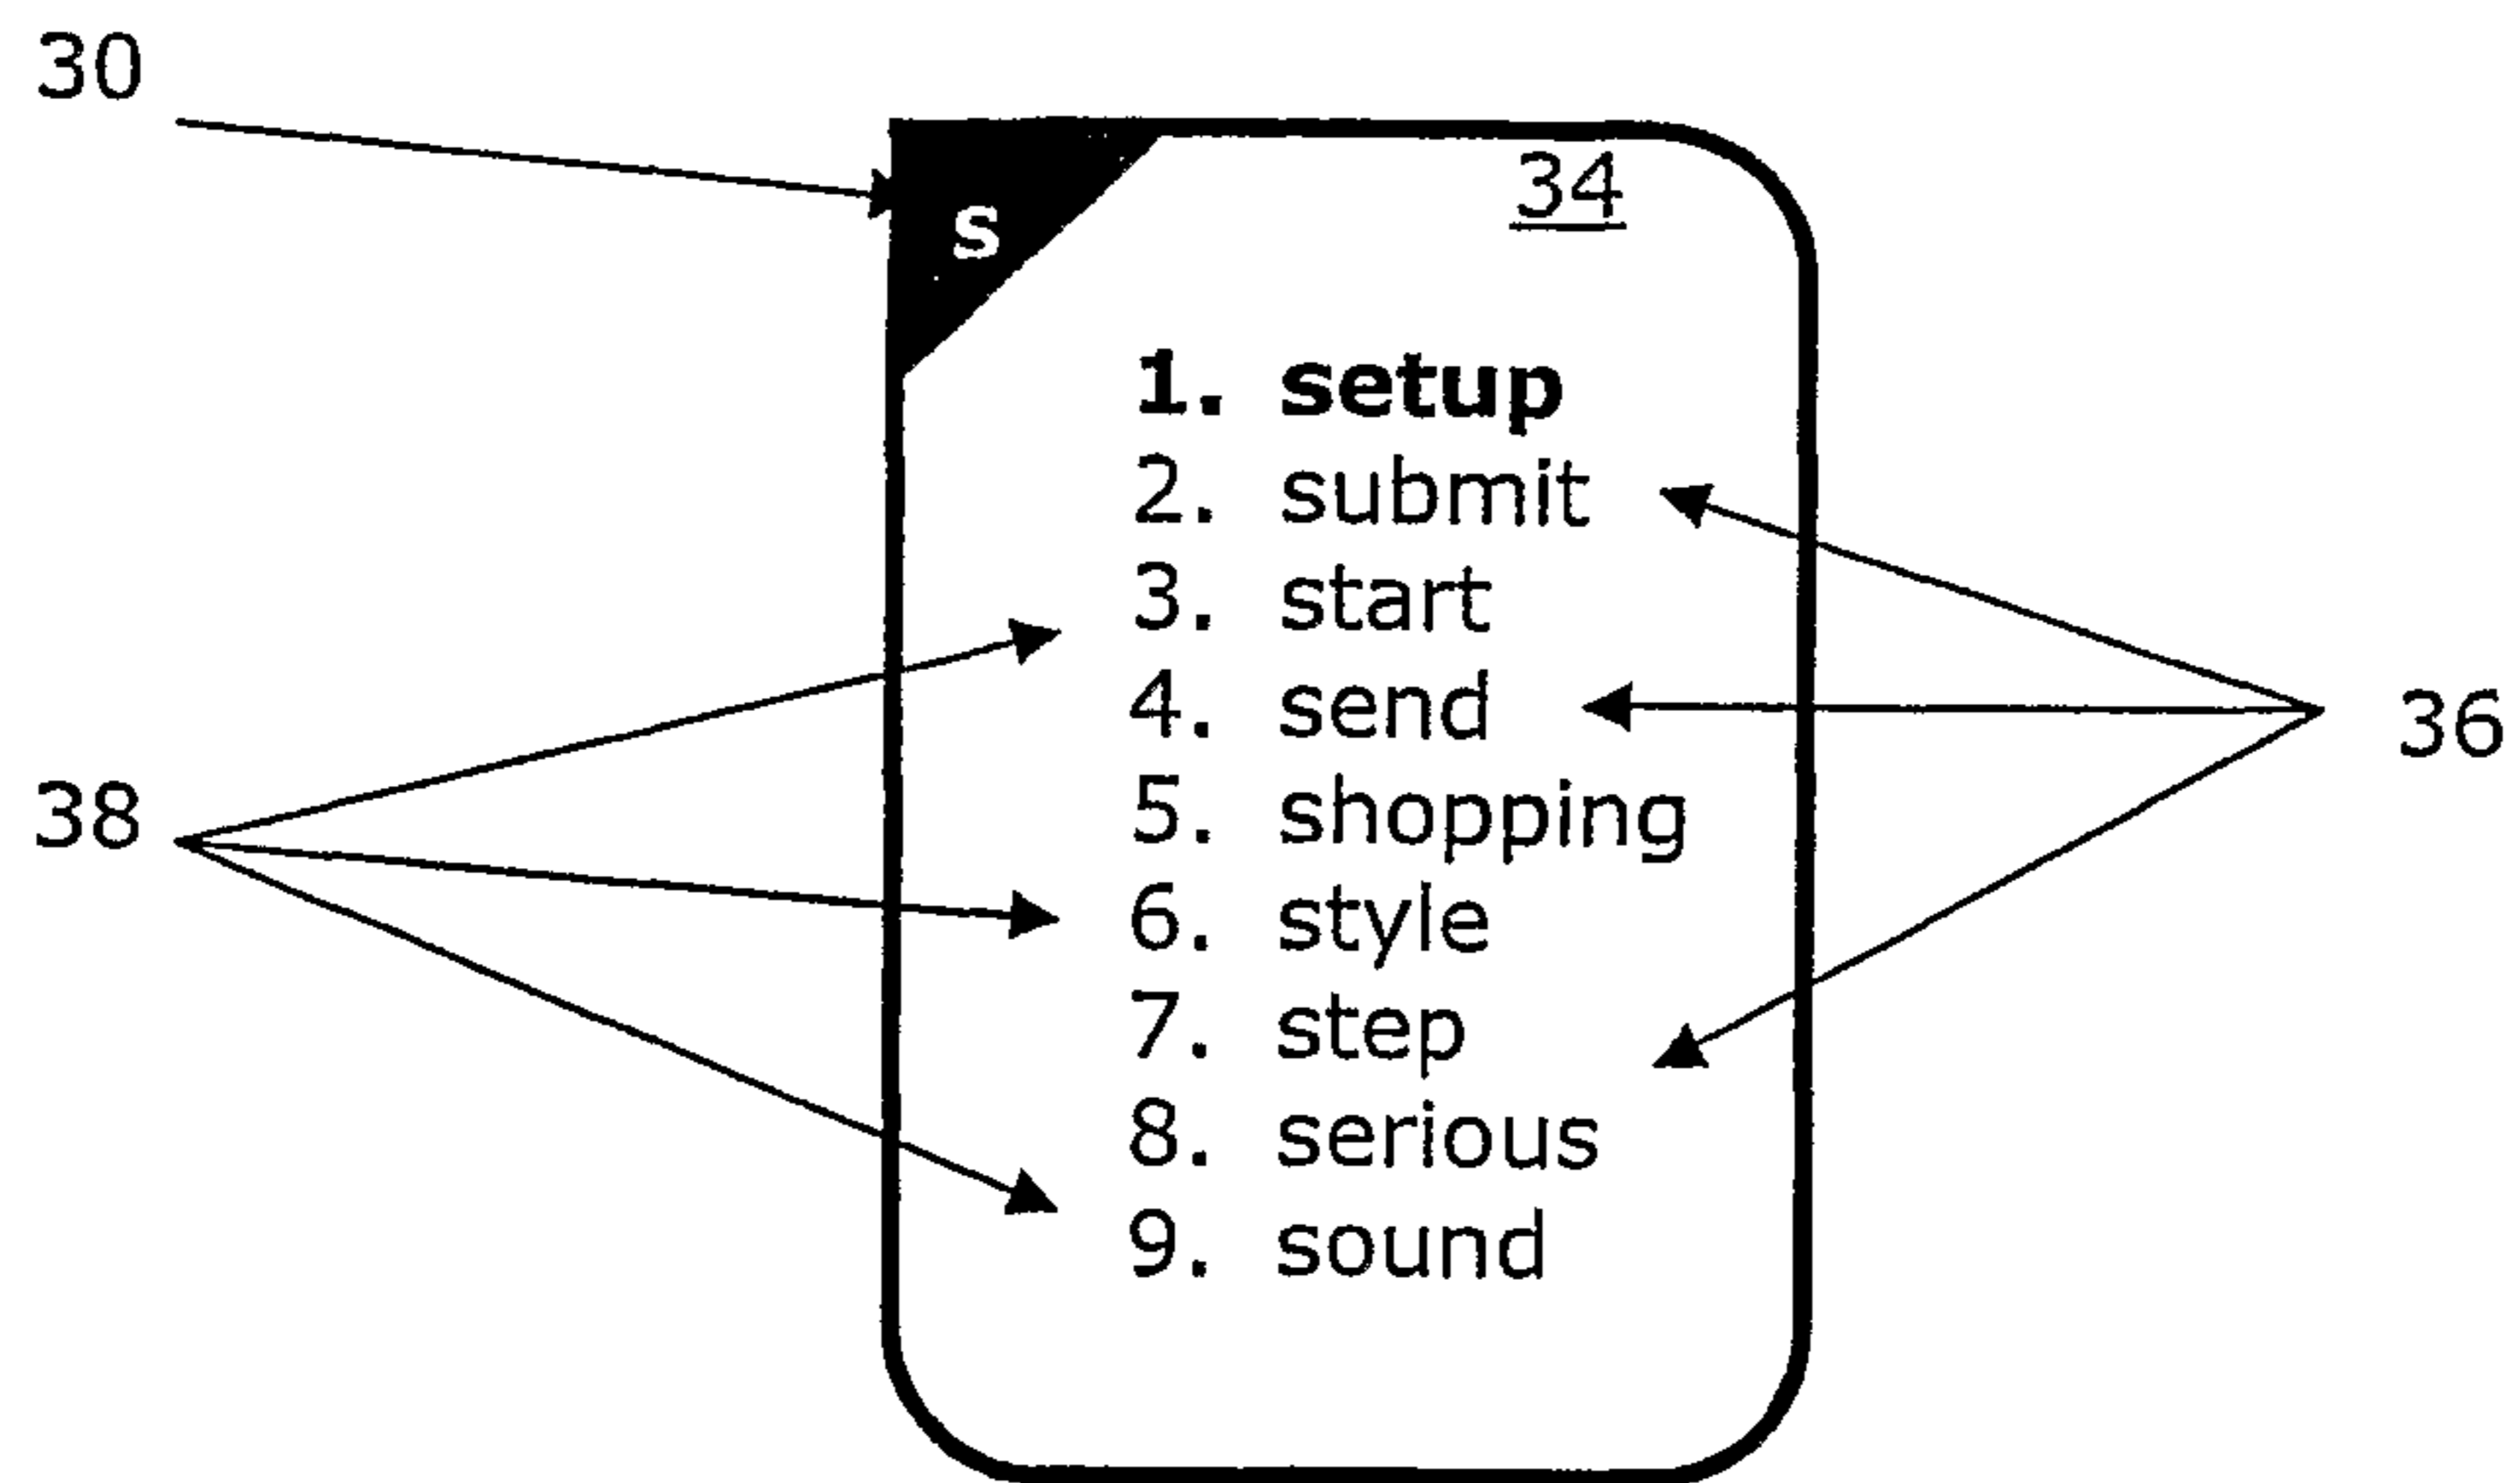 30
34
s
1. setup
2. submit
3. start
4. send
36
5. shopping
38
6. style
7. step
8. serious
9. sound